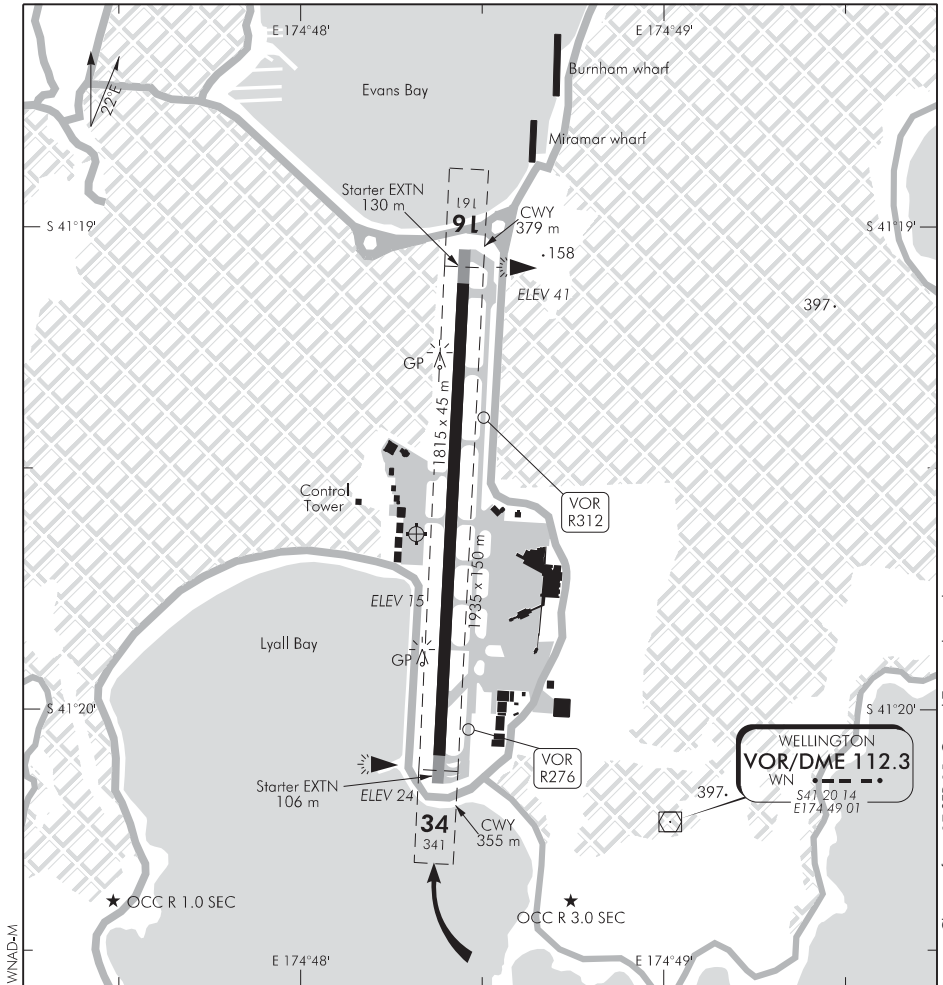 E 174°48'
E 174°49'
22°E
Burnham wharf
Evans Bay
Miramar wharf
Starter EXTN
130 m
161
16
CWY
379 m
S 41°19'
S 41°19'
158
ELEV 41
397
GP
1815 x 45 m
Control
Tower
VOR
R312
ELEV 15
1935 x 150 m
Lyall Bay
GP
S 41°20'
S 41°20'
WELLINGTON
VOR/DME 112.3
WN
S41 20 14
E174 49 01
VOR
R276
Starter EXTN
106 m
ELEV 24
397
34
341
CWY
355 m
OCC R 1.0 SEC
OCC R 3.0 SEC
WNAD-M
E 174°48'
E 174°49'